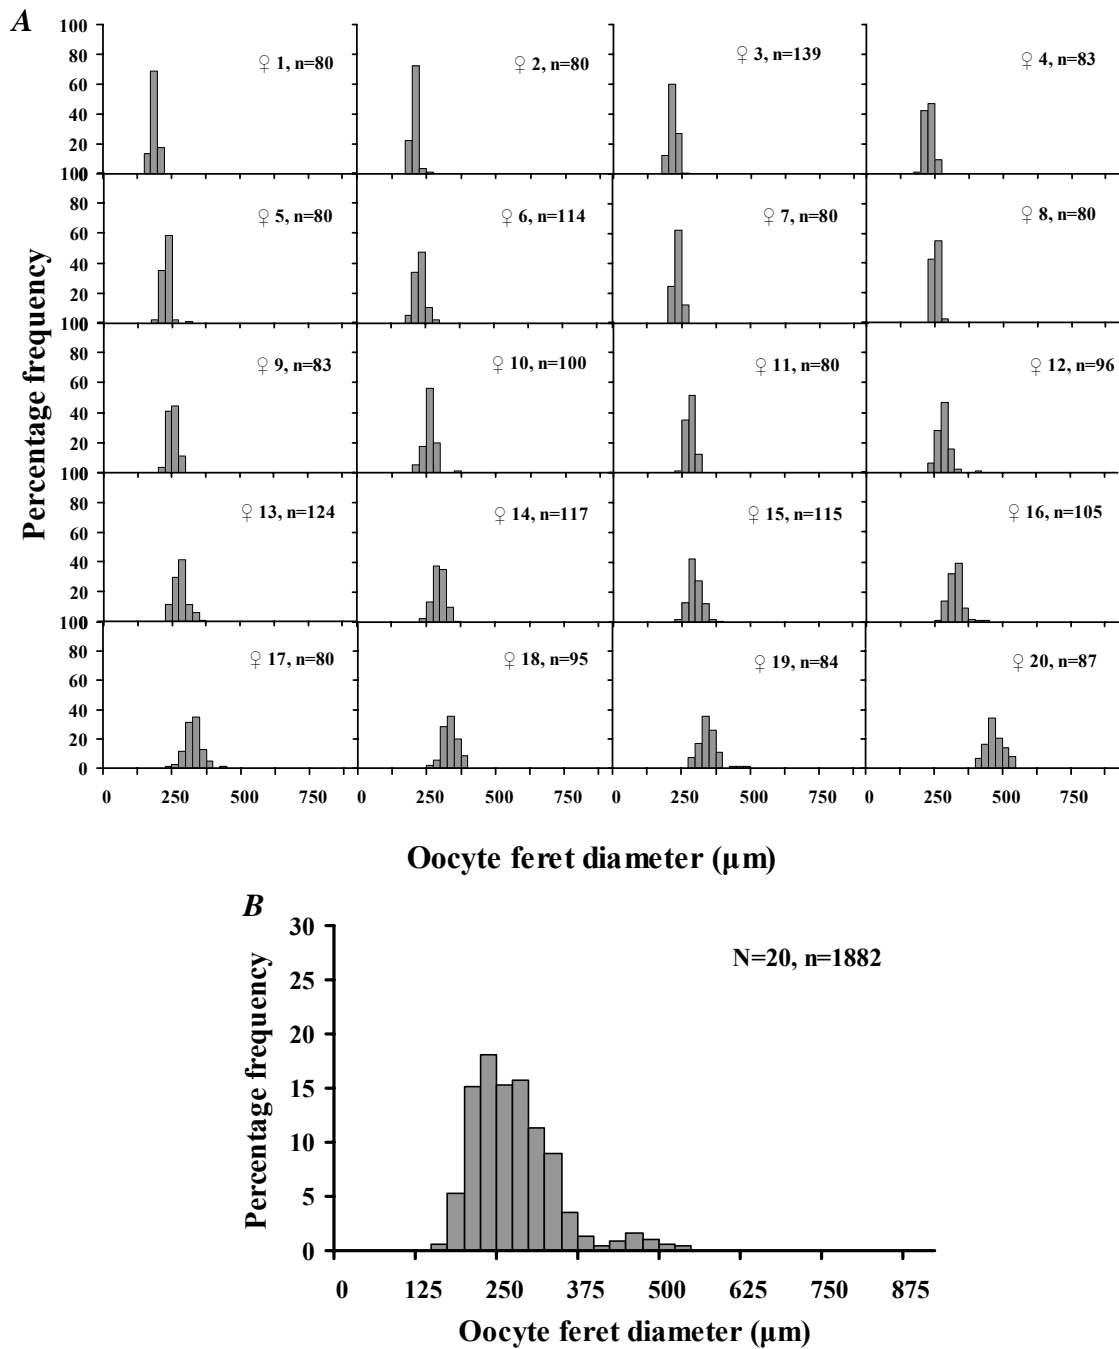 A
Percentage frequency
100
80
60
40
20
0
♀ 1, n=80
♀ 2, n=80
♀ 3, n=139
♀ 4, n=83
100
80
60
40
20
0
♀ 5, n=80
♀ 6, n=114
♀ 7, n=80
♀ 8, n=80
100
80
60
40
20
0
♀ 9, n=83
♀ 10, n=100
♀ 11, n=80
♀ 12, n=96
100
80
60
40
20
0
♀ 13, n=124
♀ 14, n=117
♀ 15, n=115
♀ 16, n=105
100
80
60
40
20
0
♀ 17, n=80
♀ 18, n=95
♀ 19, n=84
♀ 20, n=87
0 250 500 750 0 250 500 750 0 250 500 750 0 250 500 750
Oocyte feret diameter (µm)
B
Percentage frequency
30
25
20
15
10
5
0
N=20, n=1882
0 125 250 375 500 625 750 875
Oocyte feret diameter (µm)